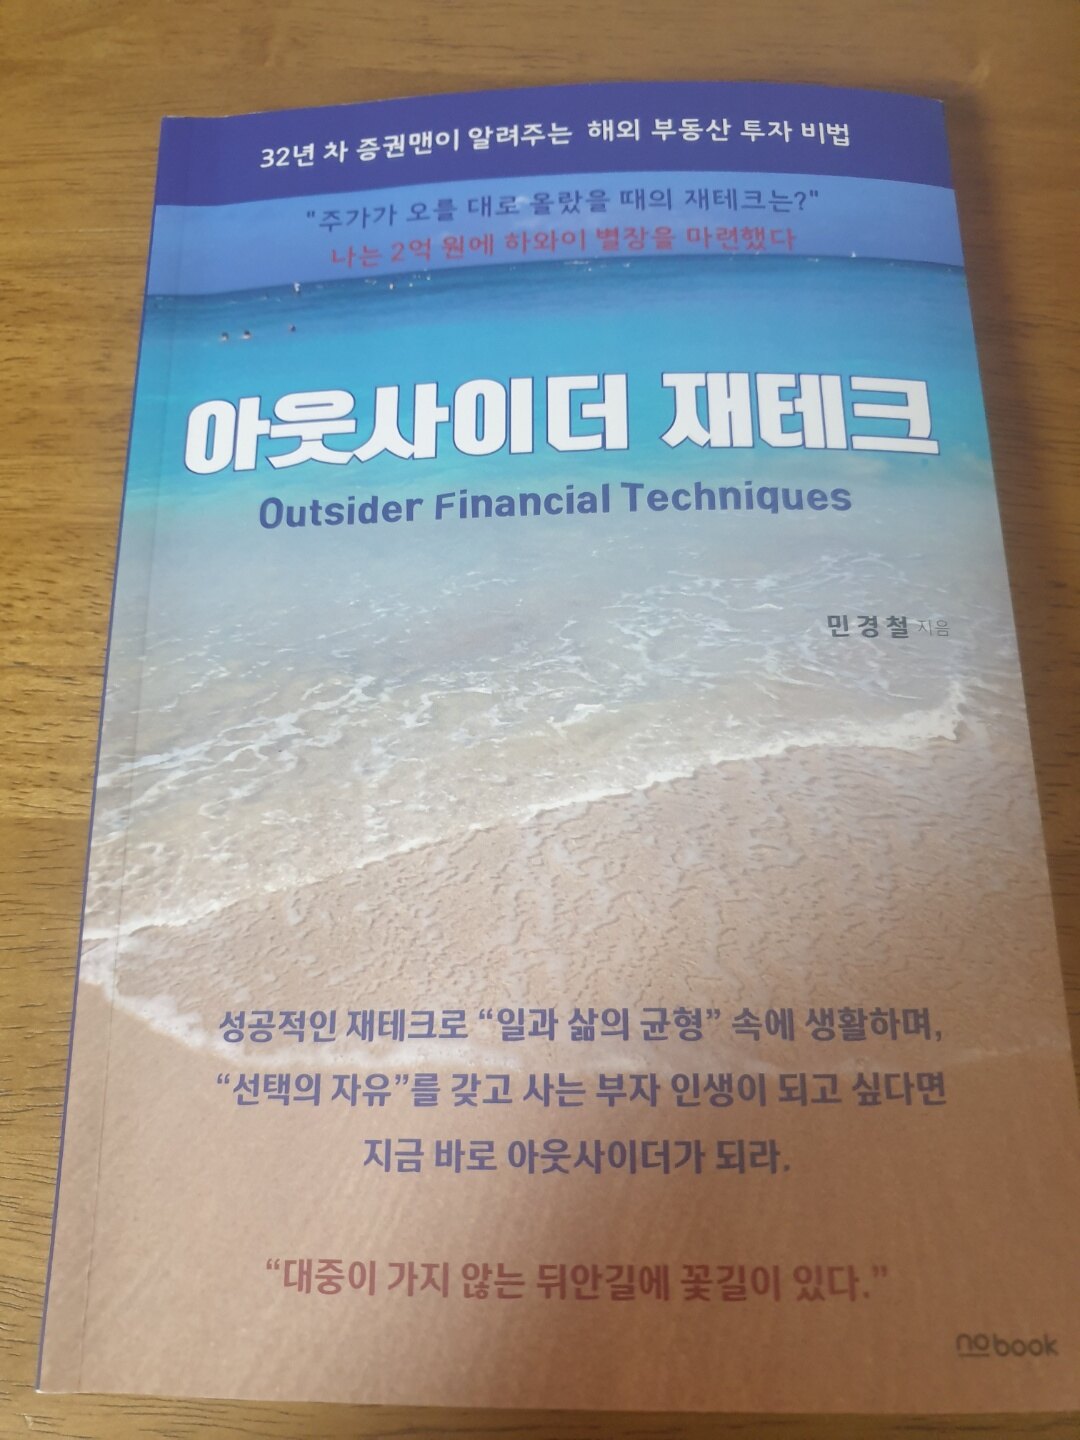 32년 차 증권맨이 알려주는 해외 부동산 투자 비법
"주가가 오를 대로 올랐을 때의 재테크는?"
나는 2억 원에 하와이 별장을 마련했다
아웃사이더 재테크
Outsider Financial Techniques
민경철 지음
성공적인 재테크로 “일과 삶의 균형” 속에 생활하며,
“선택의 자유”를 갖고 사는 부자 인생이 되고 싶다면
지금 바로 아웃사이더가 되라.
“대중이 가지 않는 뒤안길에 꽃길이 있다.”
nobook